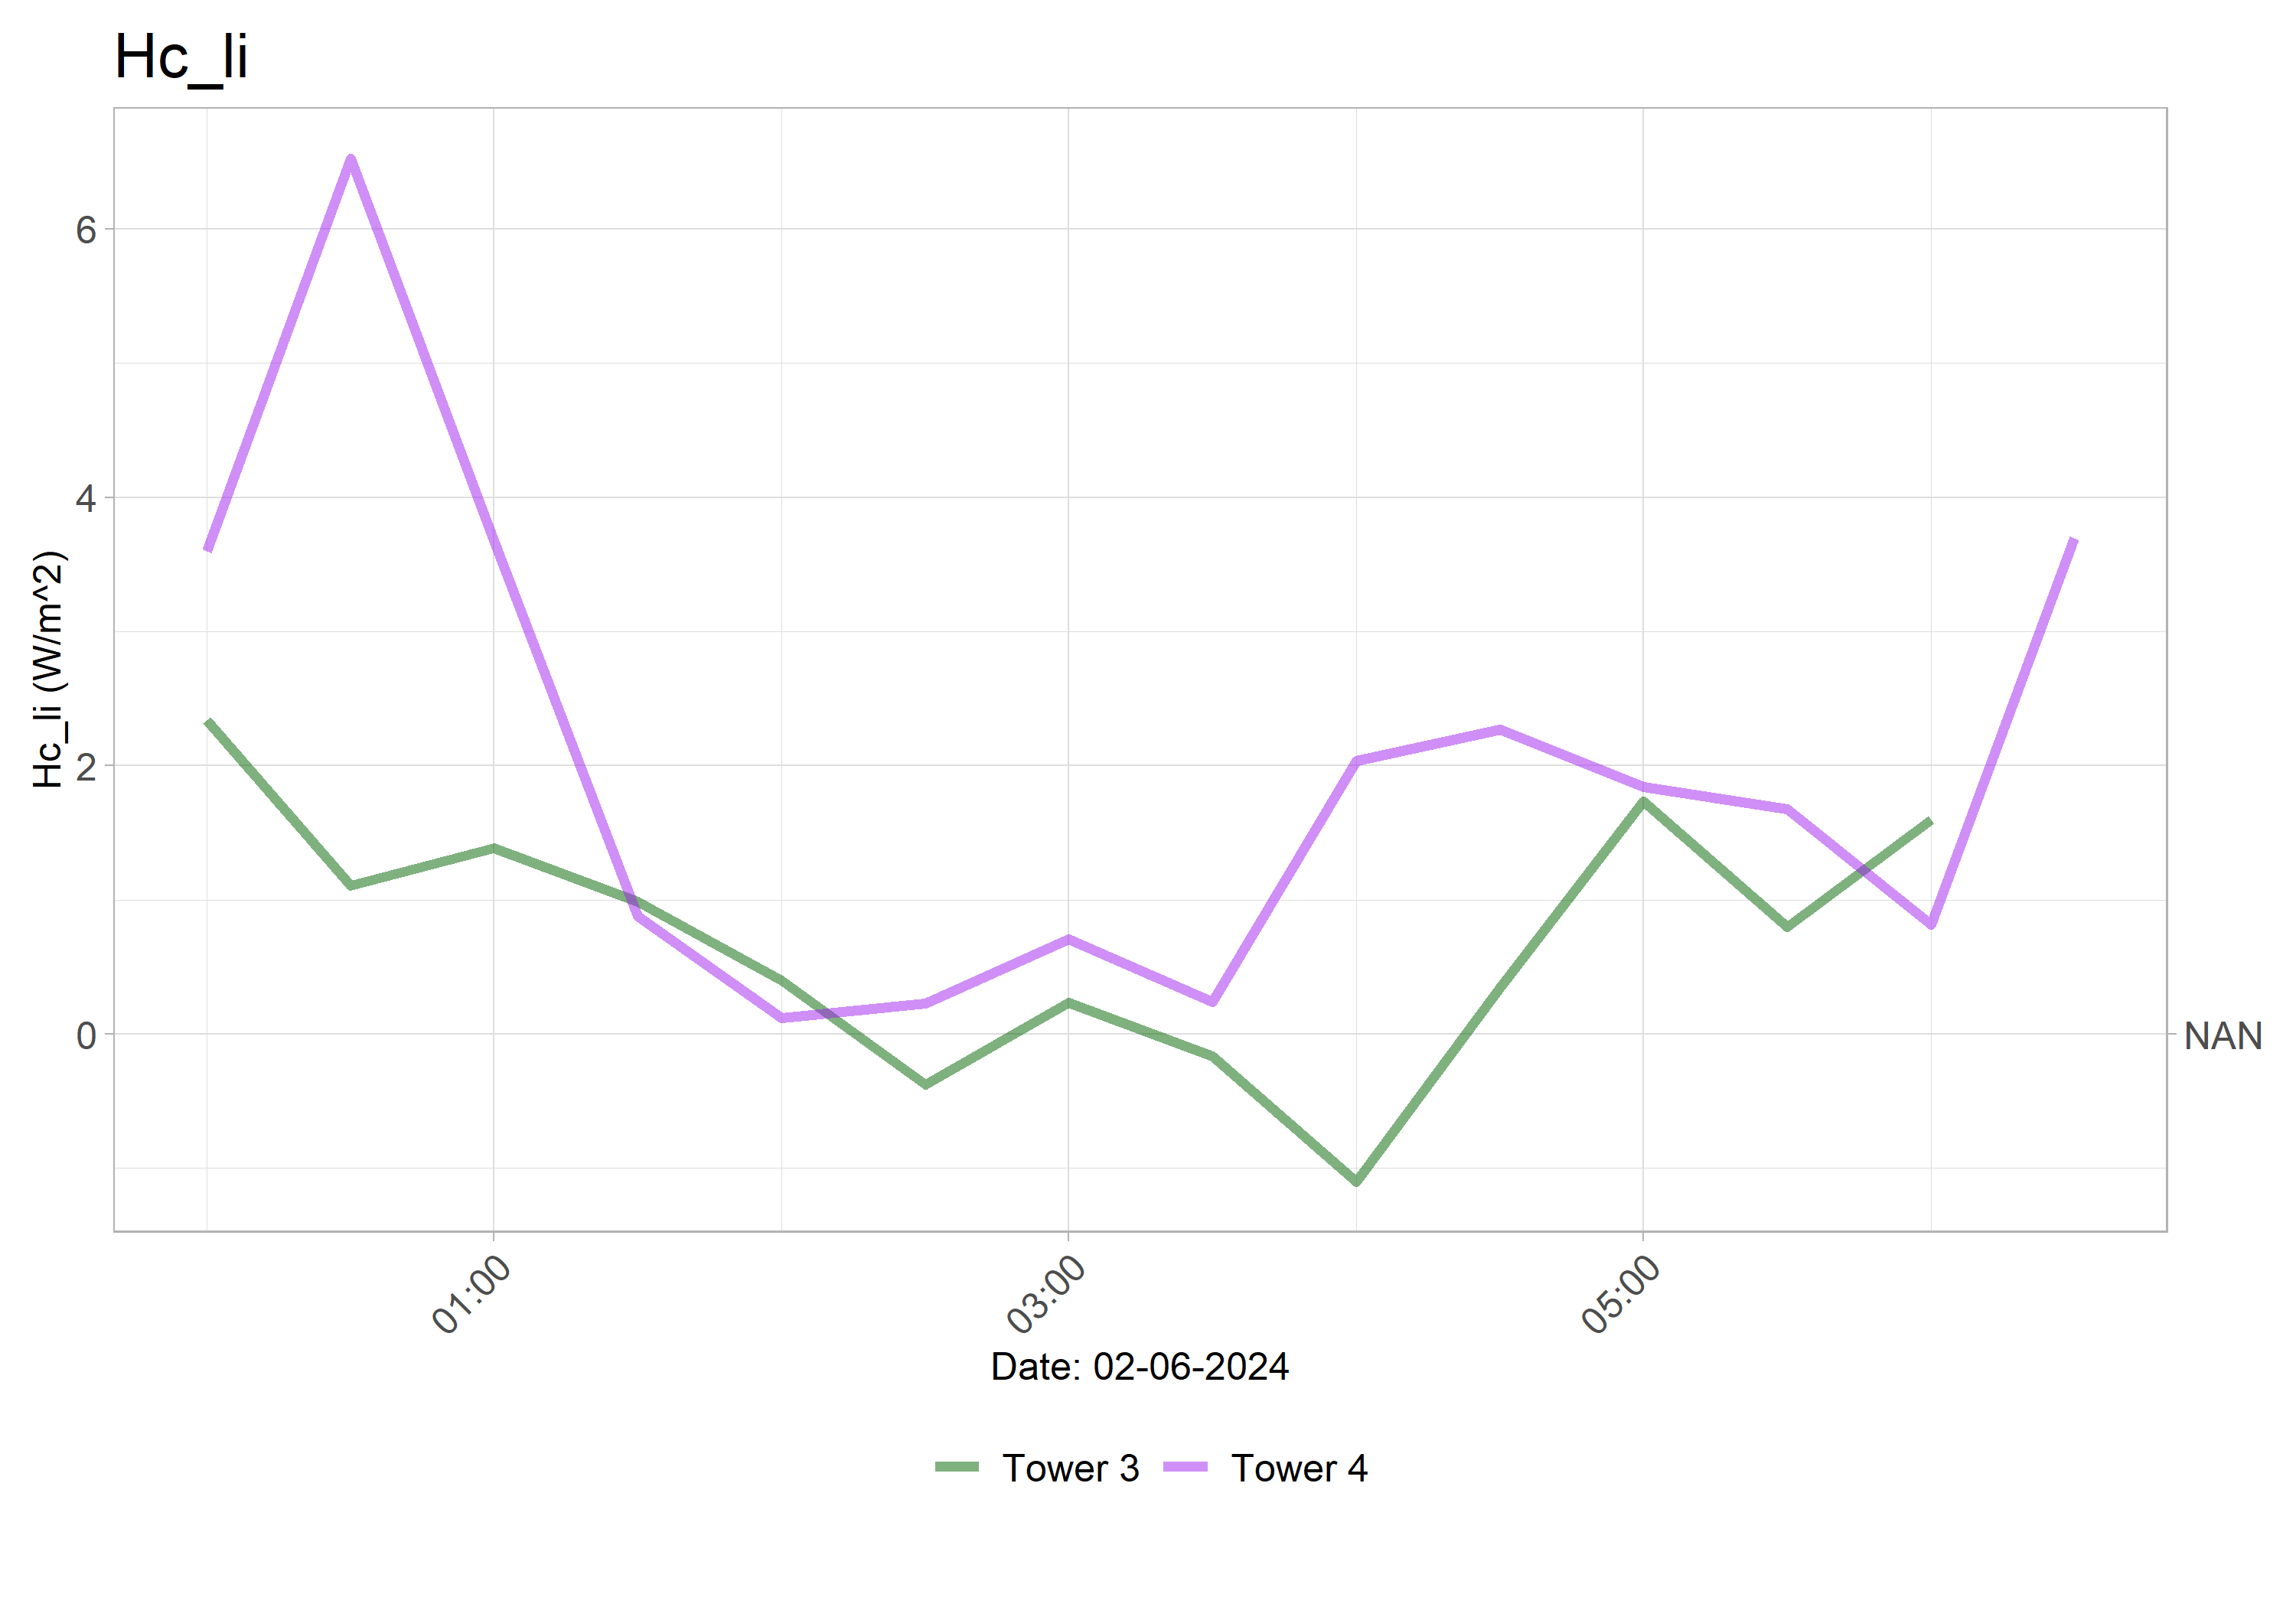 Hc_li
Hc_li (W/m^2)
6
4
2
0
NAN
01:00
03:00
05:00
Date: 02-06-2024
Tower 3
Tower 4